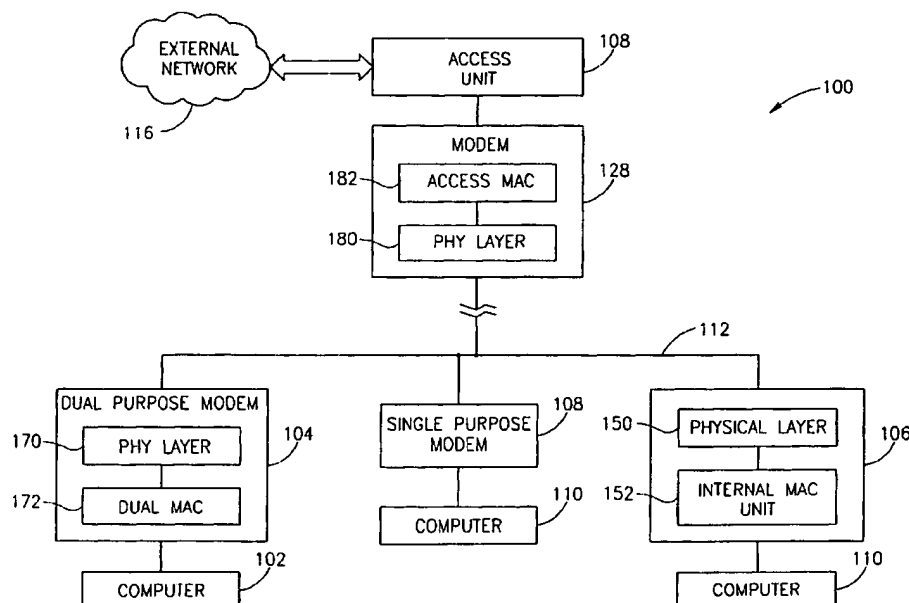 EXTERNAL
NETWORK
116
ACCESS
UNIT
108
100
MODEM
128
182
ACCESS MAC
180
PHY LAYER
112
DUAL PURPOSE MODEM
104
170
PHY LAYER
172
DUAL MAC
COMPUTER
102
SINGLE PURPOSE
MODEM
108
COMPUTER
110
150
PHYSICAL LAYER
106
152
INTERNAL MAC
UNIT
COMPUTER
110